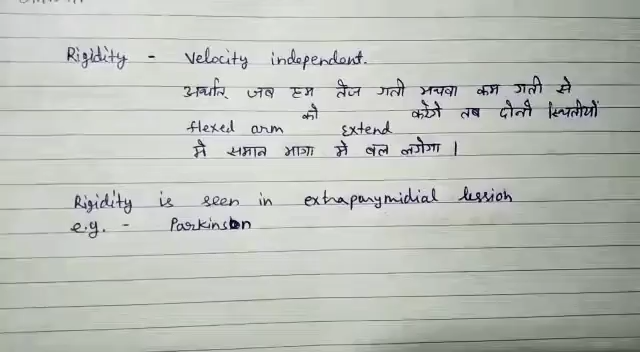 Rigidity - Velocity independent.
अर्थात् जब हम तेज गती अथवा कम गती से
flexed arm को extend करेगे तब दोनो स्थितीयों
मे समान मात्रा मे बल लगेगा ।
Rigidity is seen in extraparymidial lession
e.g. - Parkinson